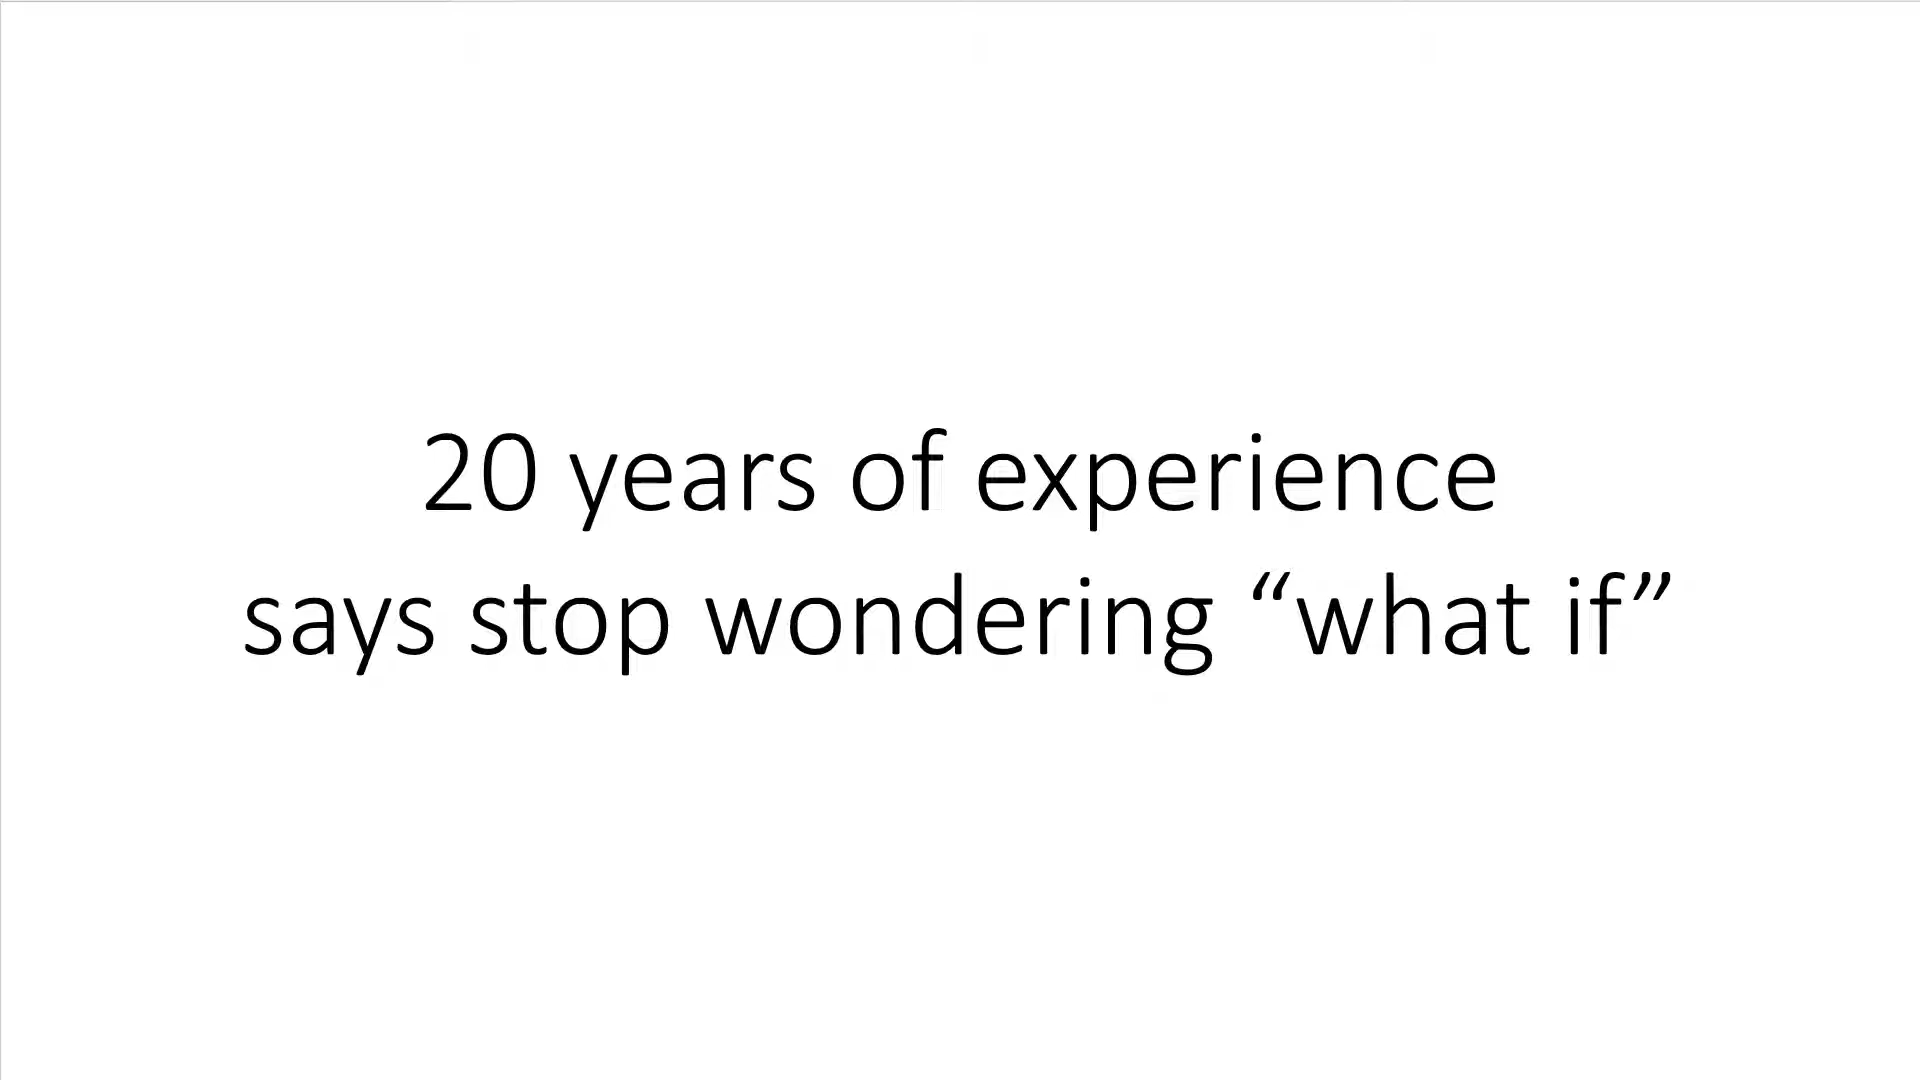 20 years of experience
says stop wondering “what if”